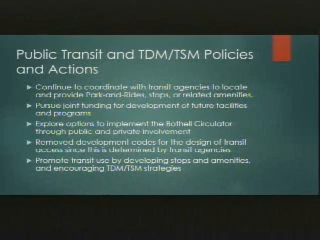 Public Transit and TDM/TSM Policies
and Actions
Continue to coordinate with transit agencies to locate
and provide Park-and-Rides, stops, or related amenities.
Pursue joint funding for development of future facilities
and programs
Explore options to implement the Bothell Circulator
through public and private involvement
Removed development codes for the design of transit
access since this is determined by transit agencies
Promote transit use by developing stops and amenities,
and encouraging TDM/TSM strategies